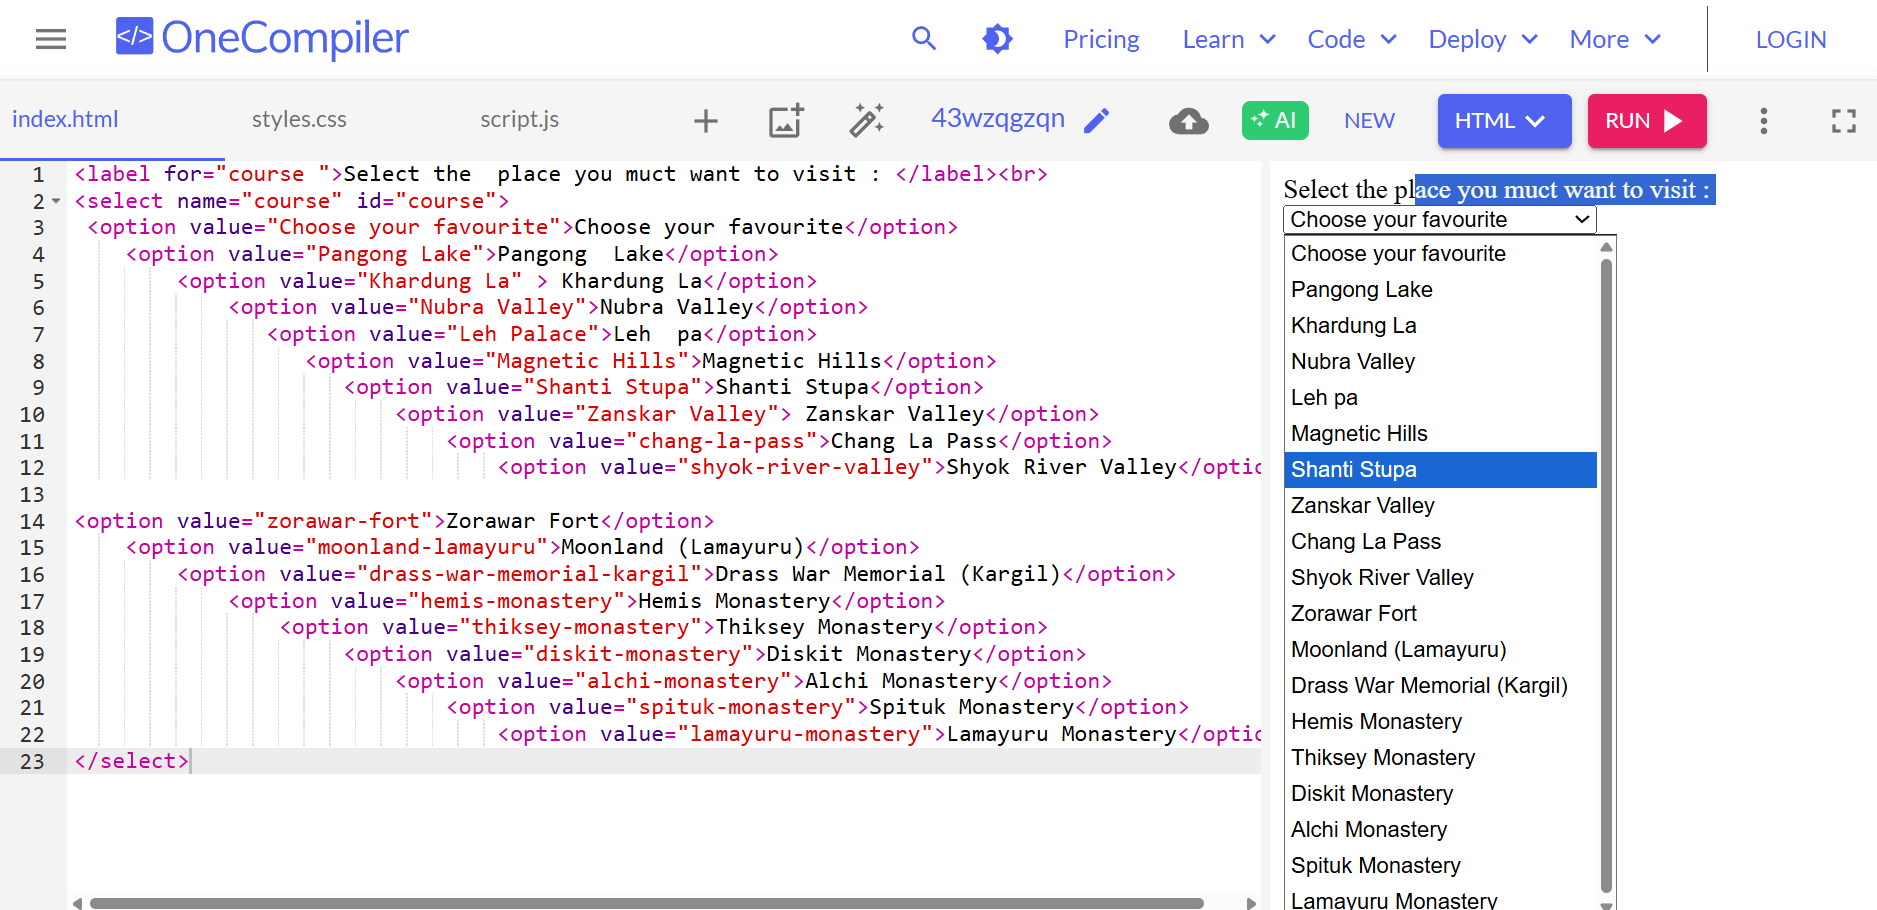 </> OneCompiler
Pricing Learn Code Deploy More LOGIN
index.html styles.css script.js 43wzqgzqn AI NEW HTML RUN
1 <label for="course ">Select the  place you muct want to visit : </label><br>
2 <select name="course" id="course">
3 <option value="Choose your favourite">Choose your favourite</option>
4 <option value="Pangong Lake">Pangong  Lake</option>
5 <option value="Khardung La" > Khardung La</option>
6 <option value="Nubra Valley">Nubra Valley</option>
7 <option value="Leh Palace">Leh  pa</option>
8 <option value="Magnetic Hills">Magnetic Hills</option>
9 <option value="Shanti Stupa">Shanti Stupa</option>
10 <option value="Zanskar Valley"> Zanskar Valley</option>
11 <option value="chang-la-pass">Chang La Pass</option>
12 <option value="shyok-river-valley">Shyok River Valley</optio
13
14 <option value="zorawar-fort">Zorawar Fort</option>
15 <option value="moonland-lamayuru">Moonland (Lamayuru)</option>
16 <option value="drass-war-memorial-kargil">Drass War Memorial (Kargil)</option>
17 <option value="hemis-monastery">Hemis Monastery</option>
18 <option value="thiksey-monastery">Thiksey Monastery</option>
19 <option value="diskit-monastery">Diskit Monastery</option>
20 <option value="alchi-monastery">Alchi Monastery</option>
21 <option value="spituk-monastery">Spituk Monastery</option>
22 <option value="lamayuru-monastery">Lamayuru Monastery</optio
23 </select>
Select the place you muct want to visit :
Choose your favourite
Choose your favourite
Pangong Lake
Khardung La
Nubra Valley
Leh pa
Magnetic Hills
Shanti Stupa
Zanskar Valley
Chang La Pass
Shyok River Valley
Zorawar Fort
Moonland (Lamayuru)
Drass War Memorial (Kargil)
Hemis Monastery
Thiksey Monastery
Diskit Monastery
Alchi Monastery
Spituk Monastery
Lamayuru Monastery